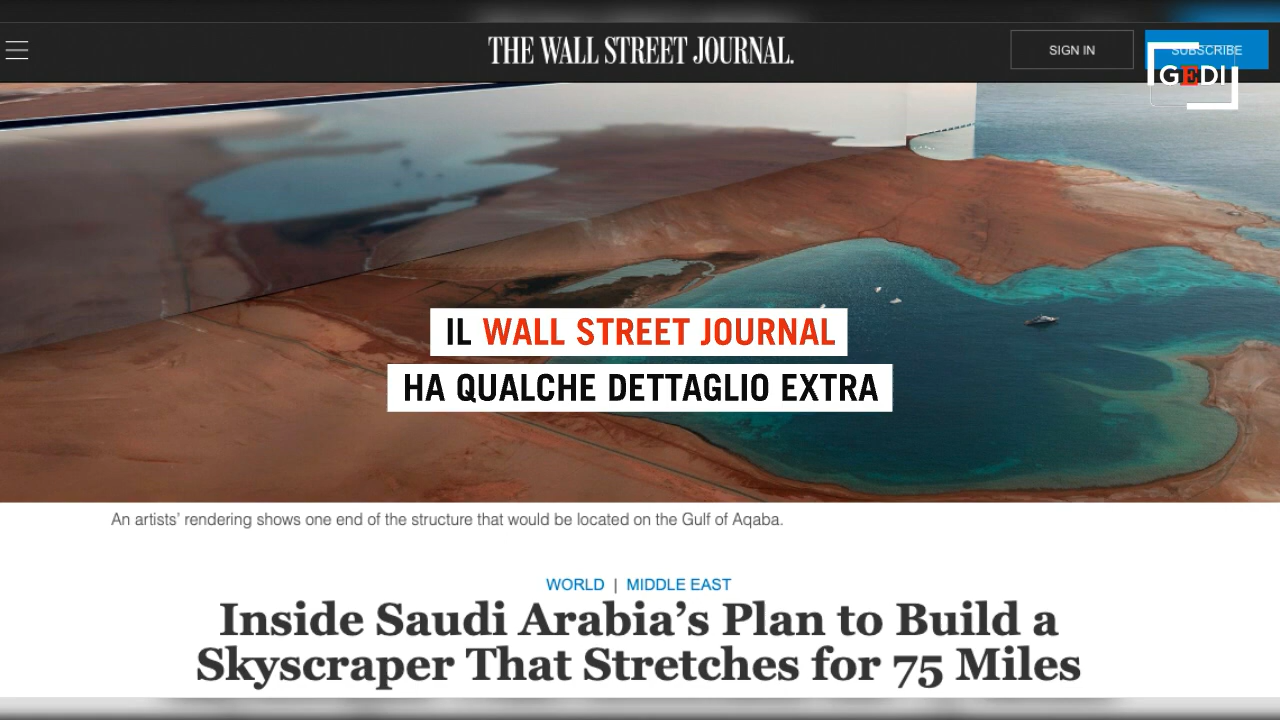 THE WALL STREET JOURNAL.
SIGN IN
SUBSCRIBE
GEDI
IL WALL STREET JOURNAL
HA QUALCHE DETTAGLIO EXTRA
An artists’ rendering shows one end of the structure that would be located on the Gulf of Aqaba.
WORLD | MIDDLE EAST
Inside Saudi Arabia’s Plan to Build a
Skyscraper That Stretches for 75 Miles